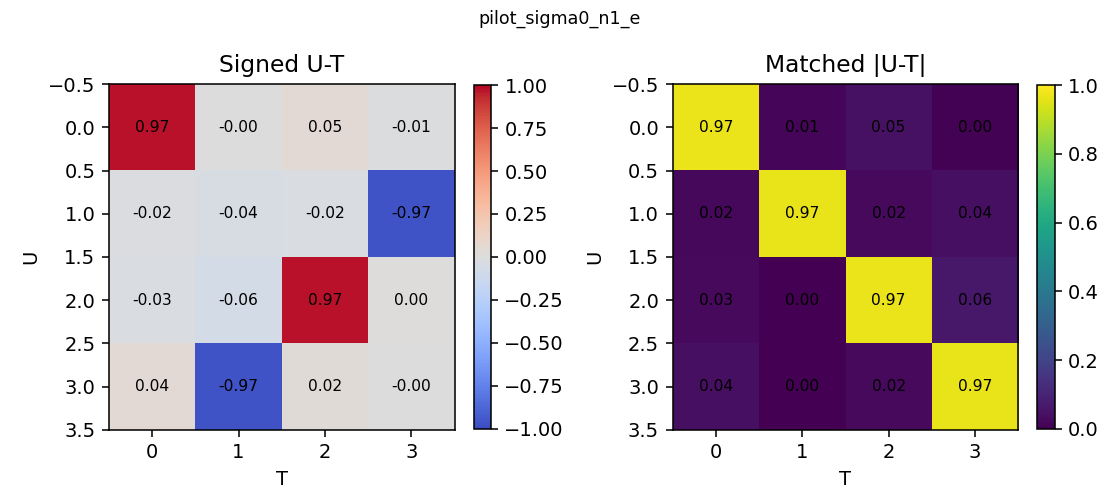 pilot_sigma0_n1_e
Signed U-T
−0.5
0.0
0.5
1.0
1.5
2.0
2.5
3.0
3.5
U
0.97 -0.00 0.05 -0.01
-0.02 -0.04 -0.02 -0.97
-0.03 -0.06 0.97 0.00
0.04 -0.97 0.02 -0.00
0 1 2 3
T
1.00
0.75
0.50
0.25
0.00
−0.25
−0.50
−0.75
−1.00
Matched |U-T|
−0.5
0.0
0.5
1.0
1.5
2.0
2.5
3.0
3.5
U
0.97 0.01 0.05 0.00
0.02 0.97 0.02 0.04
0.03 0.00 0.97 0.06
0.04 0.00 0.02 0.97
0 1 2 3
T
1.0
0.8
0.6
0.4
0.2
0.0